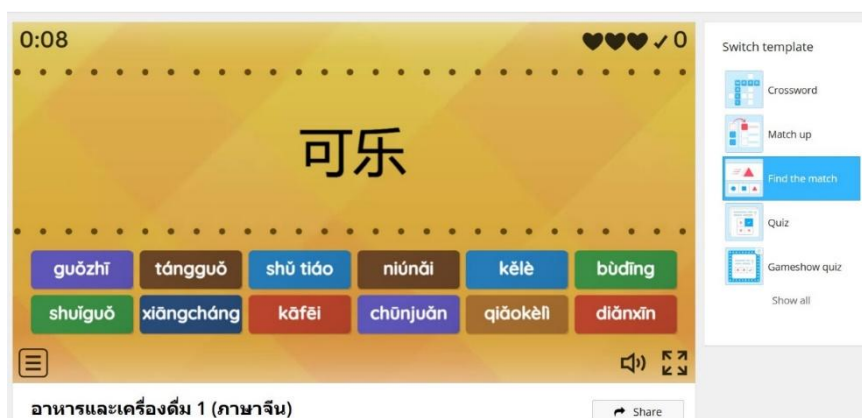 0:08
0
可乐
guǒzhī
tángguǒ
shǔ tiáo
niúnǎi
kělè
bùdīng
shuǐguǒ
xiāngcháng
kāfēi
chūnjuǎn
qiǎokèlì
diǎnxīn
อาหารและเครื่องดื่ม 1 (ภาษาจีน)
Share
Switch template
Crossword
Match up
Find the match
Quiz
Gameshow quiz
Show all